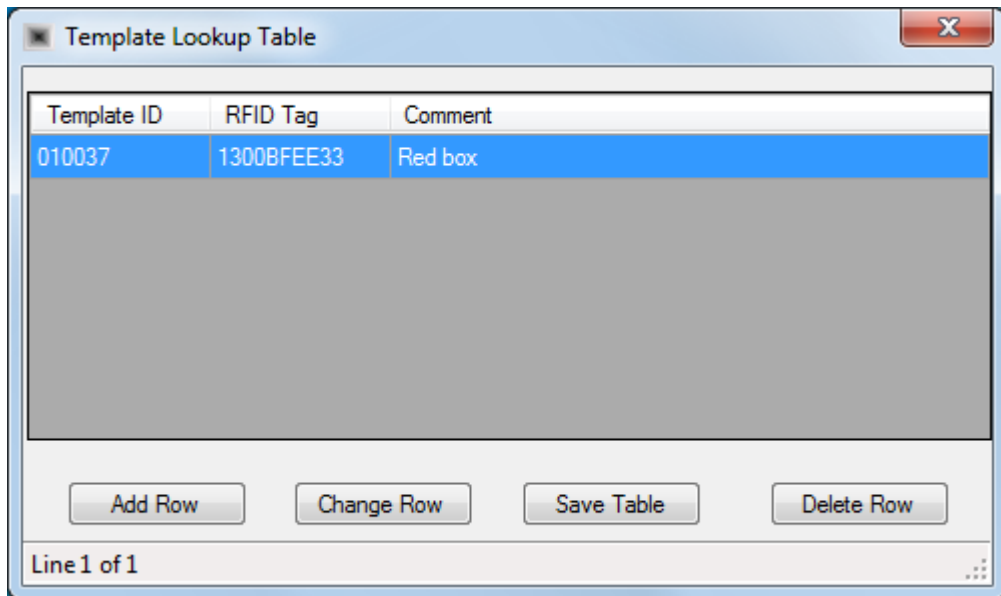 Template Lookup Table
Template ID RFID Tag Comment
010037 1300BFEE33 Red box
Add Row Change Row Save Table Delete Row
Line 1 of 1